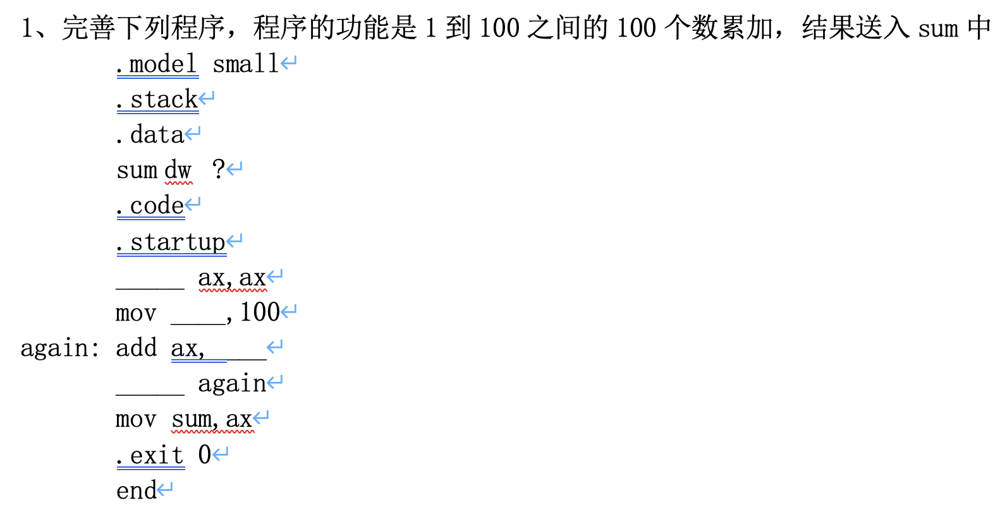 1、完善下列程序，程序的功能是 1 到 100 之间的 100 个数累加，结果送入 sum 中
.model small↵
.stack↵
.data↵
sum dw ?↵
.code↵
.startup↵
_____ ax,ax↵
mov ____,100↵
again: add ax,____↵
_____ again↵
mov sum,ax↵
.exit 0↵
end↵